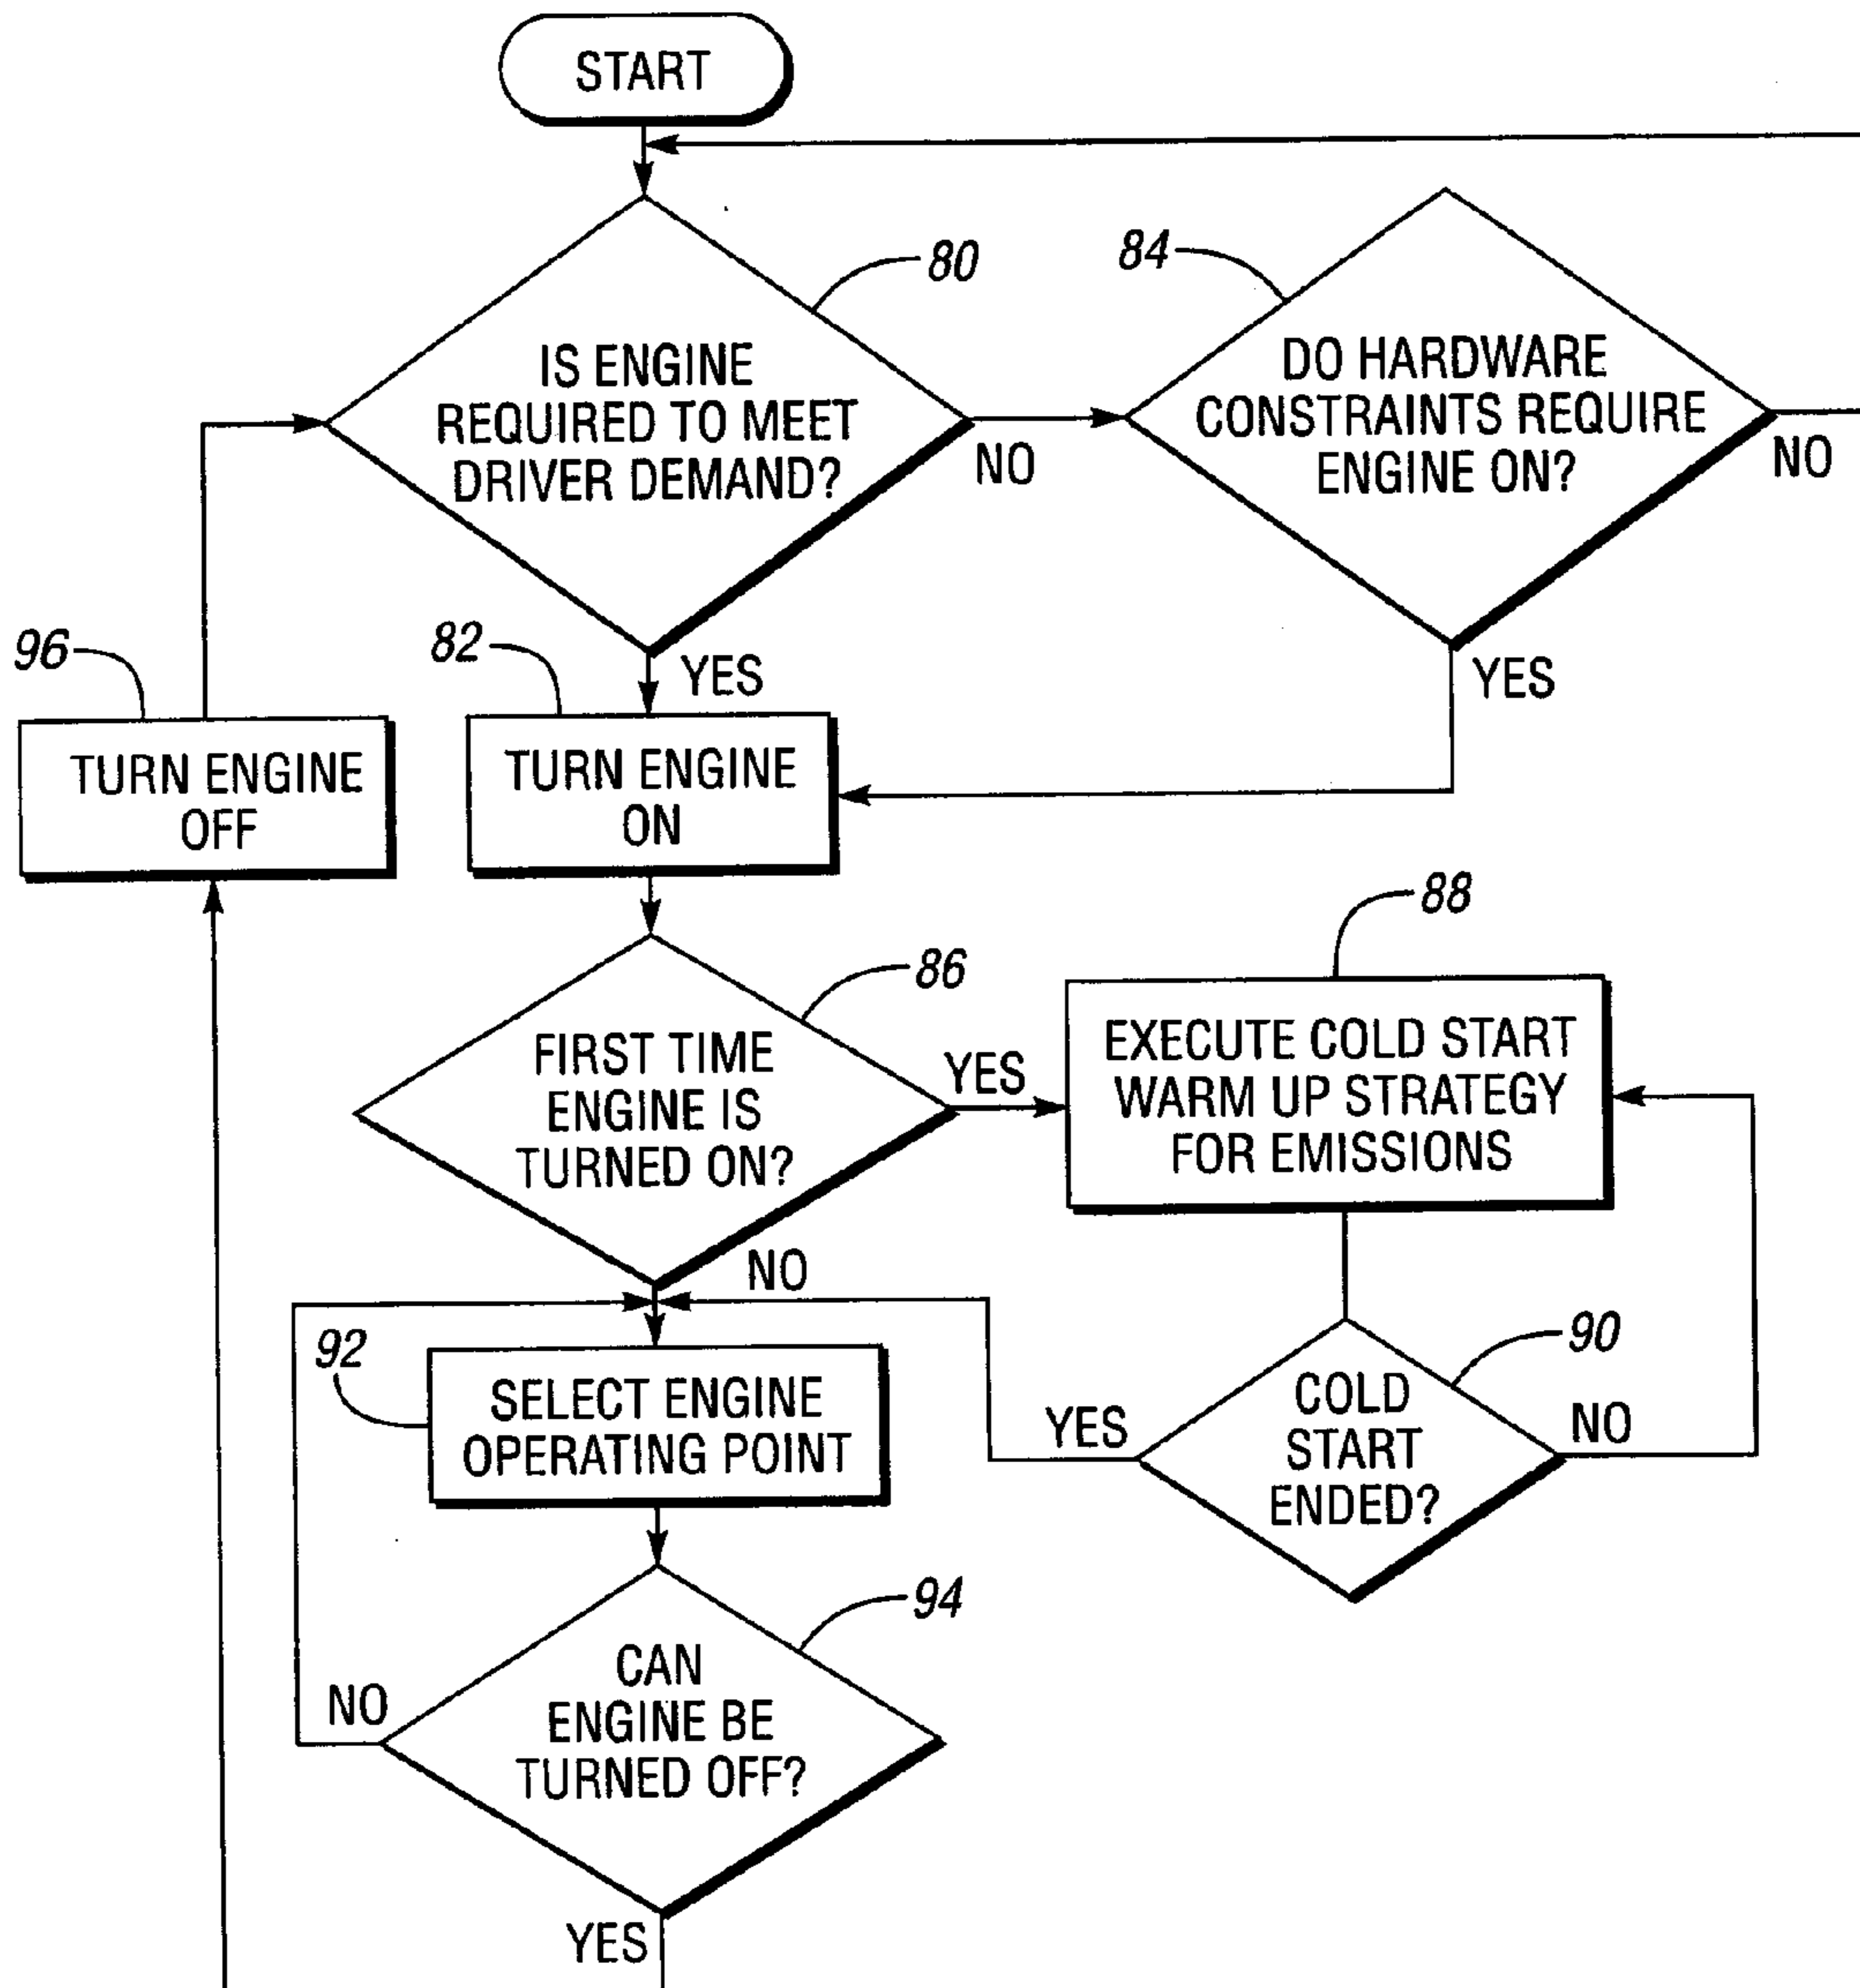 START
80
84
IS ENGINE
REQUIRED TO MEET
DRIVER DEMAND?
NO
DO HARDWARE
CONSTRAINTS REQUIRE
ENGINE ON?
NO
96
82
YES
YES
TURN ENGINE
OFF
TURN ENGINE
ON
88
86
FIRST TIME
ENGINE IS
TURNED ON?
YES
EXECUTE COLD START
WARM UP STRATEGY
FOR EMISSIONS
NO
92
90
SELECT ENGINE
OPERATING POINT
YES
COLD
START
ENDED?
NO
94
CAN
ENGINE BE
TURNED OFF?
NO
YES